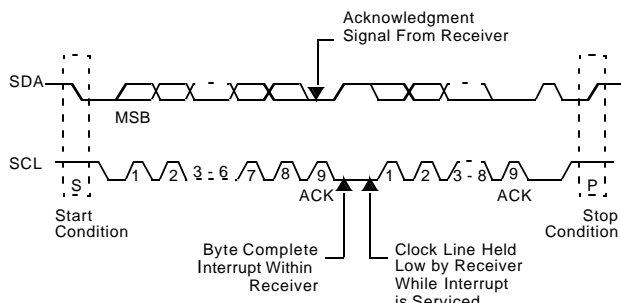 Acknowledgment
Signal From Receiver
SDA
MSB
SCL
S 1 2 3 - 6 7 8 9 1 2 3 - 8 9 P
ACK ACK
Start
Condition
Stop
Condition
Byte Complete
Interrupt Within
Receiver
Clock Line Held
Low by Receiver
While Interrupt
is Serviced